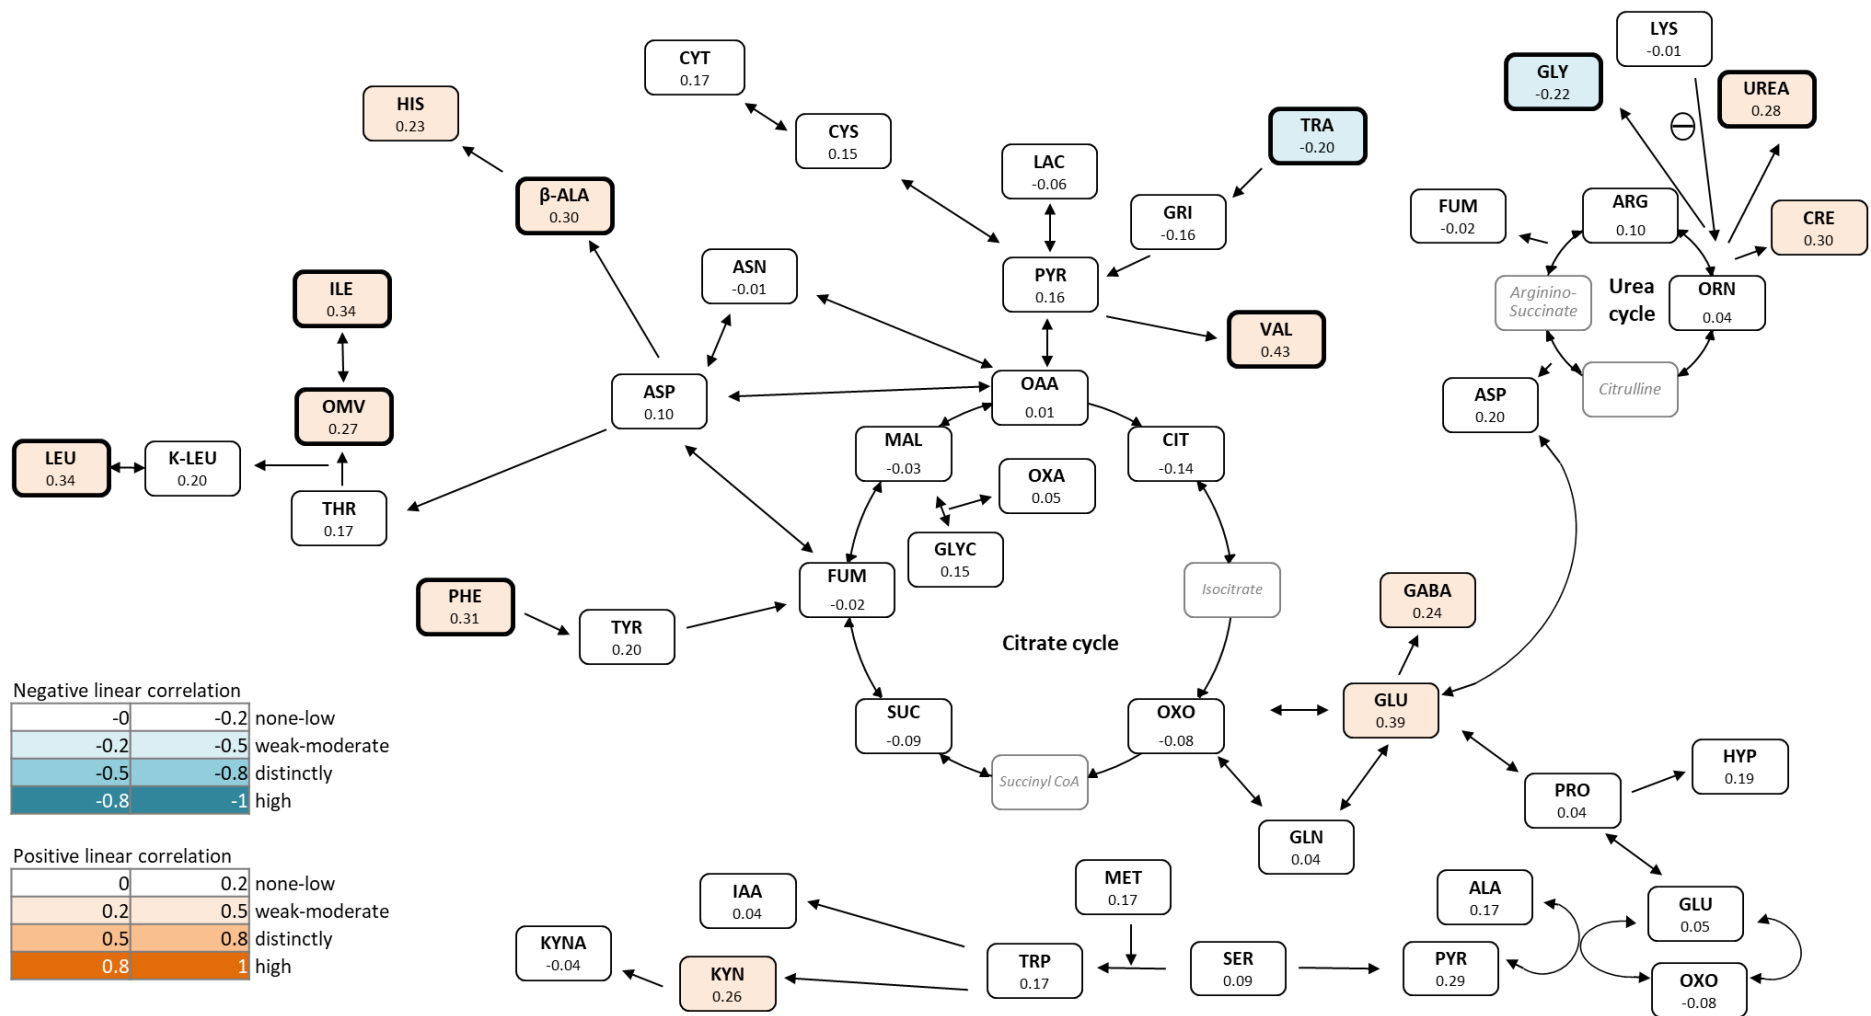 LYS
-0.01
CYT
0.17
GLY
-0.22
UREA
0.28
HIS
0.23
CYS
0.15
TRA
-0.20
LAC
-0.06
β-ALA
0.30
GRI
-0.16
FUM
-0.02
ARG
0.10
CRE
0.30
ASN
-0.01
PYR
0.16
ILE
0.34
Arginino-
Succinate
Urea
cycle
ORN
0.04
VAL
0.43
ASP
0.10
OAA
0.01
ASP
0.20
Citrulline
OMV
0.27
LEU
0.34
K-LEU
0.20
MAL
-0.03
CIT
-0.14
OXA
0.05
THR
0.17
GLYC
0.15
FUM
-0.02
Isocitrate
PHE
0.31
TYR
0.20
GABA
0.24
Citrate cycle
SUC
-0.09
OXO
-0.08
GLU
0.39
Succinyl CoA
HYP
0.19
PRO
0.04
GLN
0.04
Negative linear correlation
-0 -0.2 none-low
-0.2 -0.5 weak-moderate
-0.5 -0.8 distinctly
-0.8 -1 high
Positive linear correlation
0 0.2 none-low
0.2 0.5 weak-moderate
0.5 0.8 distinctly
0.8 1 high
IAA
0.04
MET
0.17
ALA
0.17
GLU
0.05
KYNA
-0.04
KYN
0.26
TRP
0.17
SER
0.09
PYR
0.29
OXO
-0.08